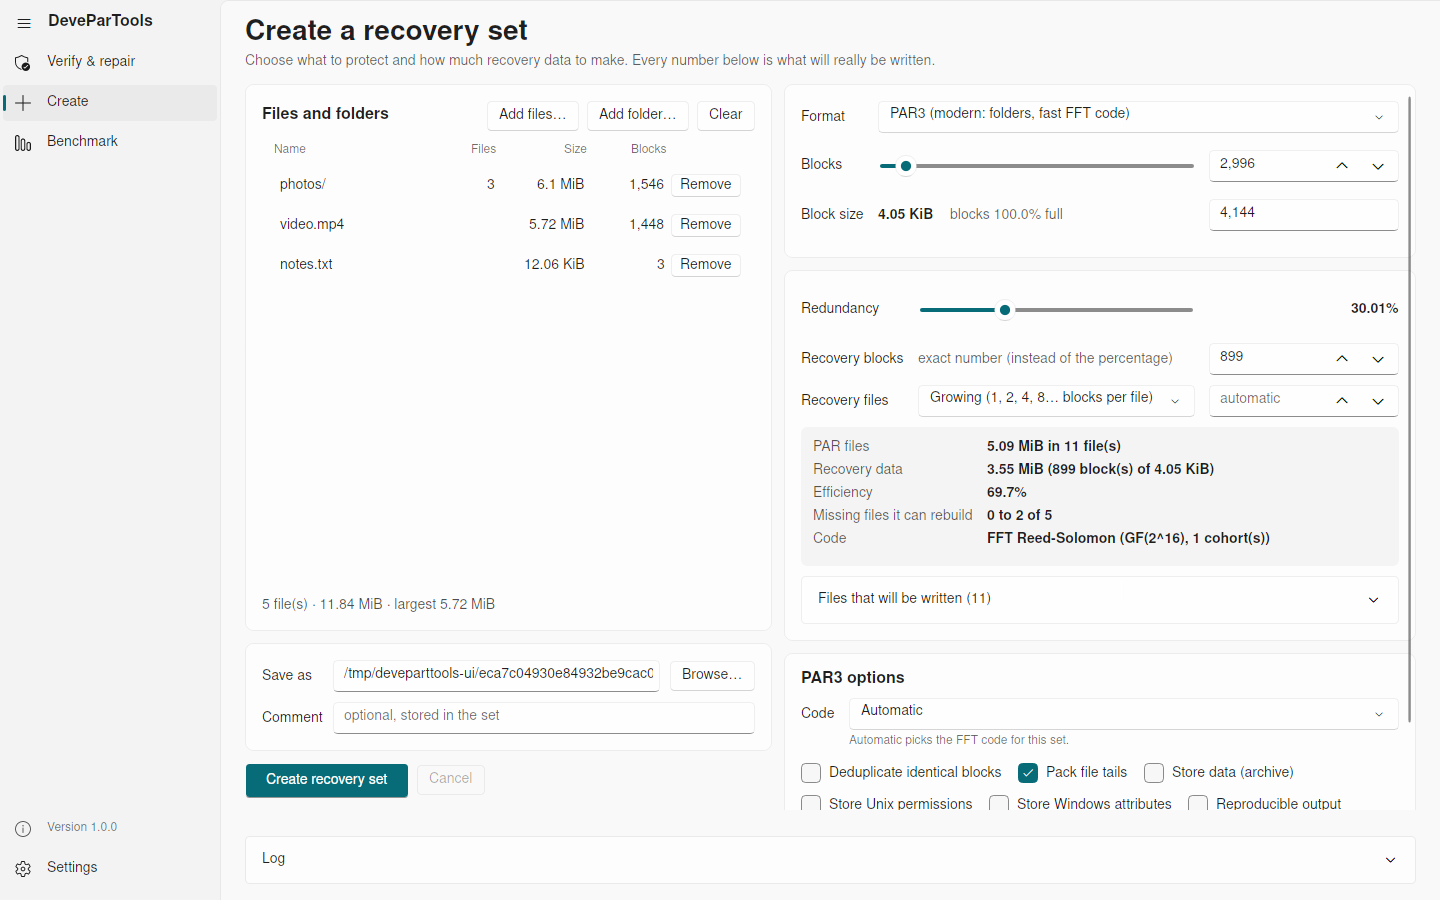 DeveParTools
Verify & repair
Create
Benchmark
Version 1.0.0
Settings
Create a recovery set
Choose what to protect and how much recovery data to make. Every number below is what will really be written.
Files and folders
Add files...
Add folder...
Clear
Name Files Size Blocks
photos/ 3 6.1 MiB 1,546 Remove
video.mp4 5.72 MiB 1,448 Remove
notes.txt 12.06 KiB 3 Remove
5 file(s) · 11.84 MiB · largest 5.72 MiB
Save as /tmp/deveparttools-ui/eca7c04930e84932be9cac0 Browse...
Comment optional, stored in the set
Create recovery set
Cancel
Format PAR3 (modern: folders, fast FFT code)
Blocks 2,996
Block size 4.05 KiB blocks 100.0% full 4,144
Redundancy 30.01%
Recovery blocks exact number (instead of the percentage) 899
Recovery files Growing (1, 2, 4, 8... blocks per file) automatic
PAR files 5.09 MiB in 11 file(s)
Recovery data 3.55 MiB (899 block(s) of 4.05 KiB)
Efficiency 69.7%
Missing files it can rebuild 0 to 2 of 5
Code FFT Reed-Solomon (GF(2^16), 1 cohort(s))
Files that will be written (11)
PAR3 options
Code Automatic
Automatic picks the FFT code for this set.
Deduplicate identical blocks Pack file tails Store data (archive)
Store Unix permissions Store Windows attributes Reproducible output
Log